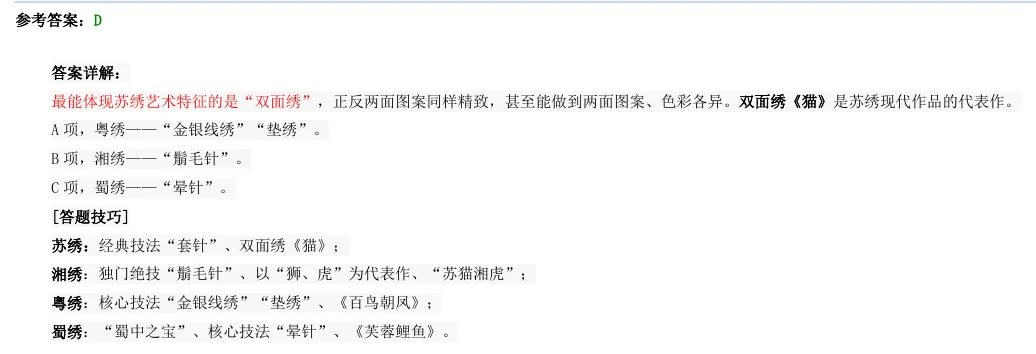 参考答案：D
答案详解：
最能体现苏绣艺术特征的是“双面绣”，正反两面图案同样精致，甚至能做到两面图案、色彩各异。双面绣《猫》是苏绣现代作品的代表作。
A 项，粤绣——“金银线绣”“垫绣”。
B 项，湘绣——“鬅毛针”。
C 项，蜀绣——“晕针”。
[答题技巧]
苏绣：经典技法“套针”、双面绣《猫》；
湘绣：独门绝技“鬅毛针”、以“狮、虎”为代表作、“苏猫湘虎”；
粤绣：核心技法“金银线绣”“垫绣”、《百鸟朝凤》；
蜀绣：“蜀中之宝”、核心技法“晕针”、《芙蓉鲤鱼》。